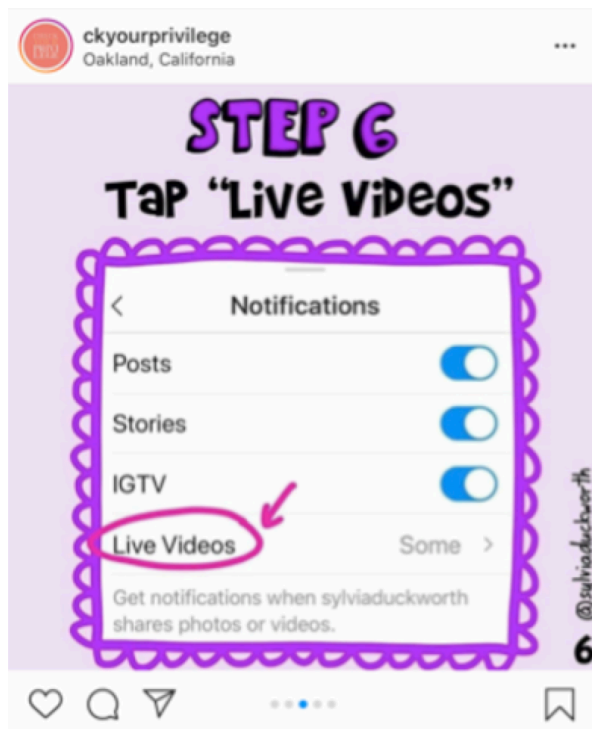 ckyourprivilege
Oakland, California
STEP 6
TAP “Live Videos”
Notifications
Posts
Stories
IGTV
Live Videos Some
Get notifications when sylviaduckworth
shares photos or videos.
@sylviaduckworth
6